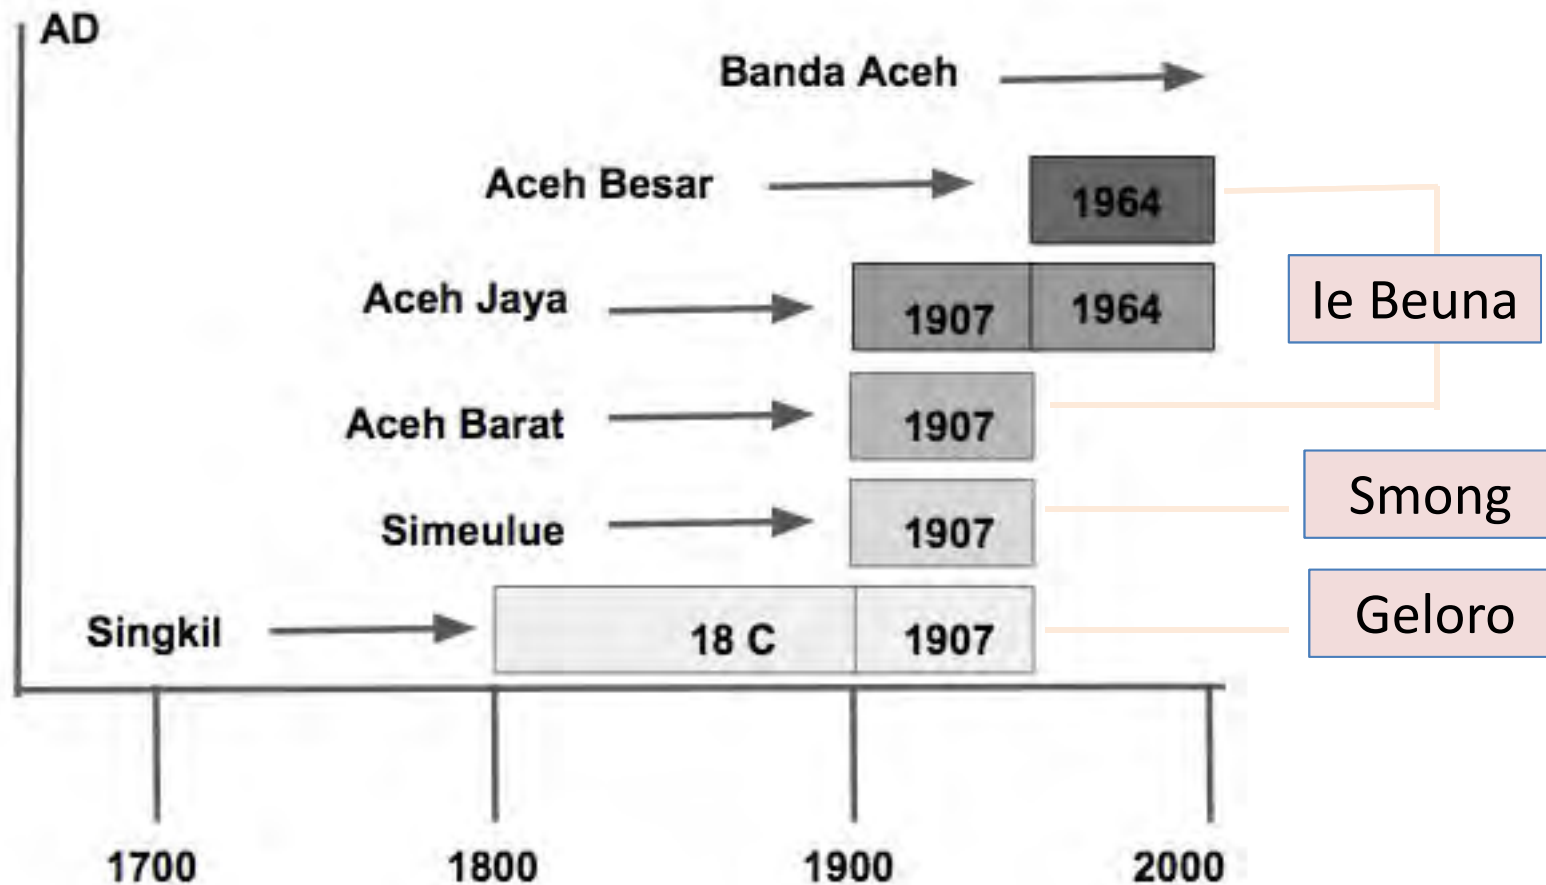 AD
Banda Aceh
Aceh Besar
1964
Ie Beuna
Aceh Jaya
1907
1964
Aceh Barat
1907
Smong
Simeulue
1907
Geloro
Singkil
18 C
1907
1700
1800
1900
2000